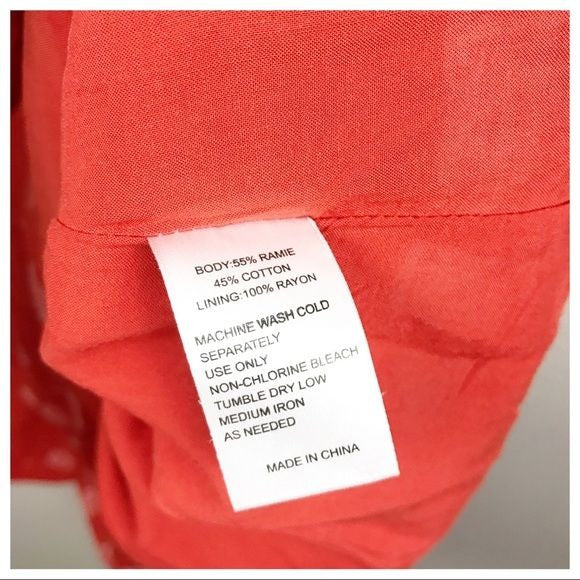 BODY:55% RAMIE
45% COTTON
LINING:100% RAYON
MACHINE WASH COLD
SEPARATELY
USE ONLY
NON-CHLORINE BLEACH
TUMBLE DRY LOW
MEDIUM IRON
AS NEEDED
MADE IN CHINA